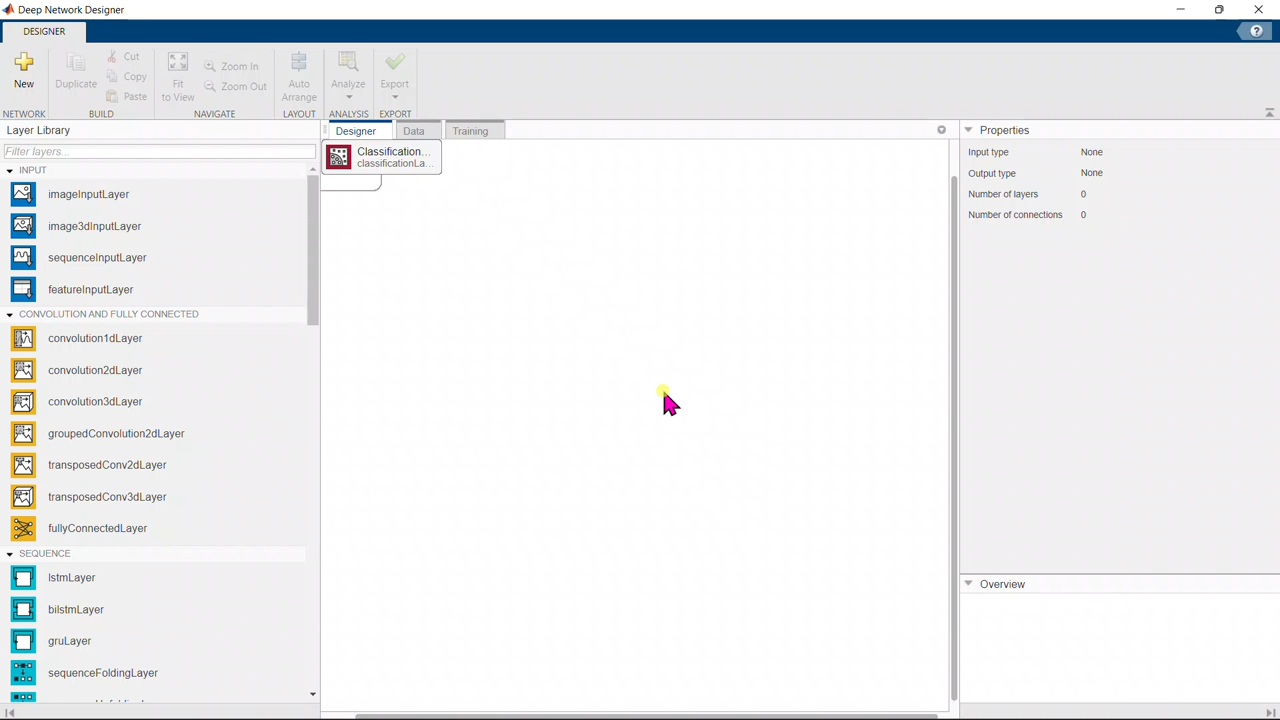 Deep Network Designer
DESIGNER
New
Duplicate
Cut
Copy
Paste
Fit
to View
Zoom In
Zoom Out
Auto
Arrange
Analyze
Export
NETWORK
BUILD
NAVIGATE
LAYOUT
ANALYSIS
EXPORT
Layer Library
Filter layers...
INPUT
imageInputLayer
image3dInputLayer
sequenceInputLayer
featureInputLayer
CONVOLUTION AND FULLY CONNECTED
convolution1dLayer
convolution2dLayer
convolution3dLayer
groupedConvolution2dLayer
transposedConv2dLayer
transposedConv3dLayer
fullyConnectedLayer
SEQUENCE
lstmLayer
bilstmLayer
gruLayer
sequenceFoldingLayer
Designer
Data
Training
Classification...
classificationLa...
Properties
Input type None
Output type None
Number of layers 0
Number of connections 0
Overview